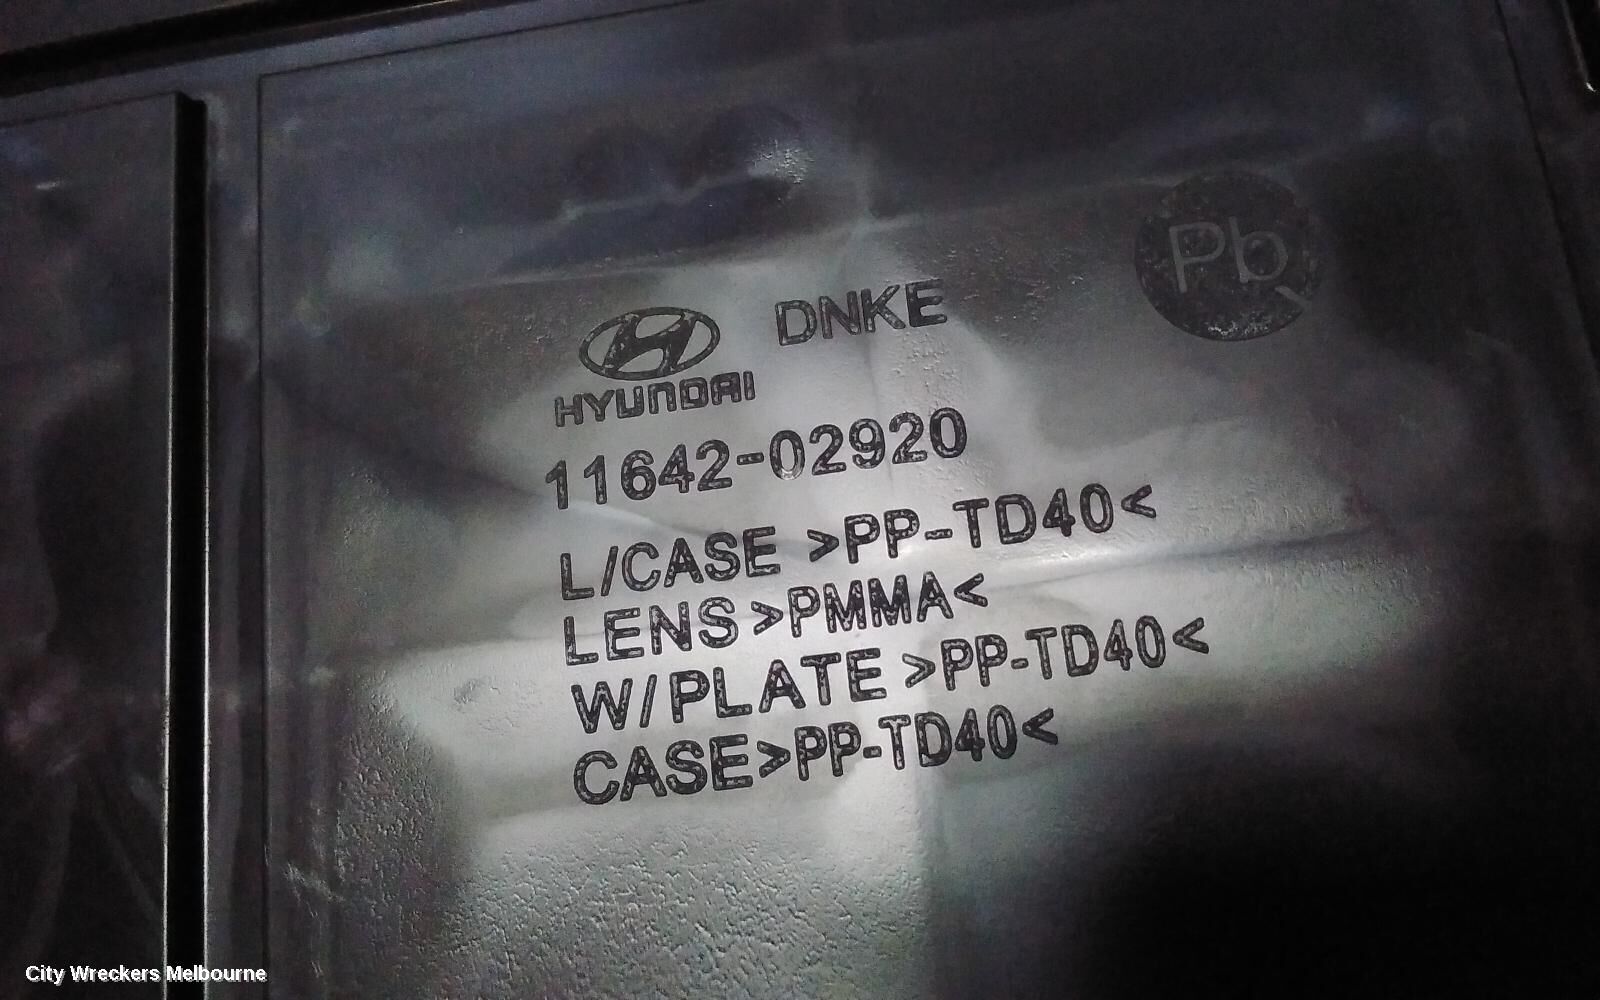 DNKE
Pb
HYUNDAI
11642-02920
L/CASE >PP-TD40<
LENS>PMMA<
W/PLATE >PP-TD40<
CASE>PP-TD40<
City Wreckers Melbourne